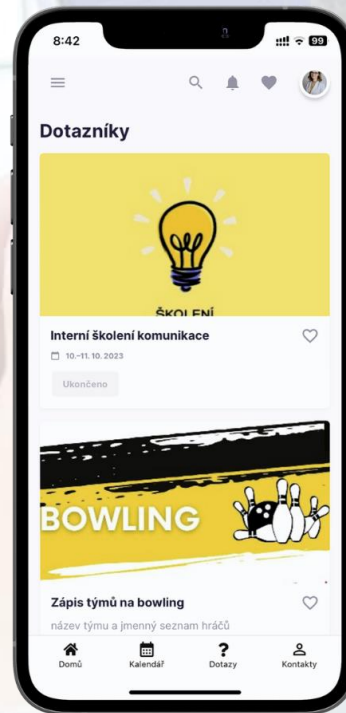 8:42
99
Dotazníky
ŠKOLENÍ
Interní školení komunikace
10.-11. 10. 2023
Ukončeno
BOWLING
Zápis týmů na bowling
název týmu a jmenný seznam hráčů
Domů Kalendář Dotazy Kontakty